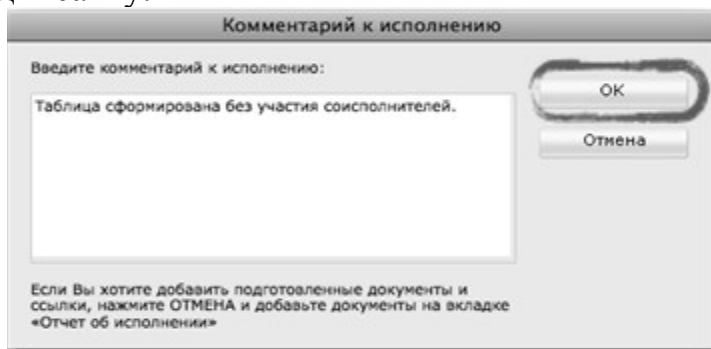 Комментарий к исполнению
Введите комментарий к исполнению:
Таблица сформирована без участия соисполнителей.
OK
Отмена
Если Вы хотите добавить подготовленные документы и
ссылки, нажмите ОТМЕНА и добавьте документы на вкладке
«Отчет об исполнении»